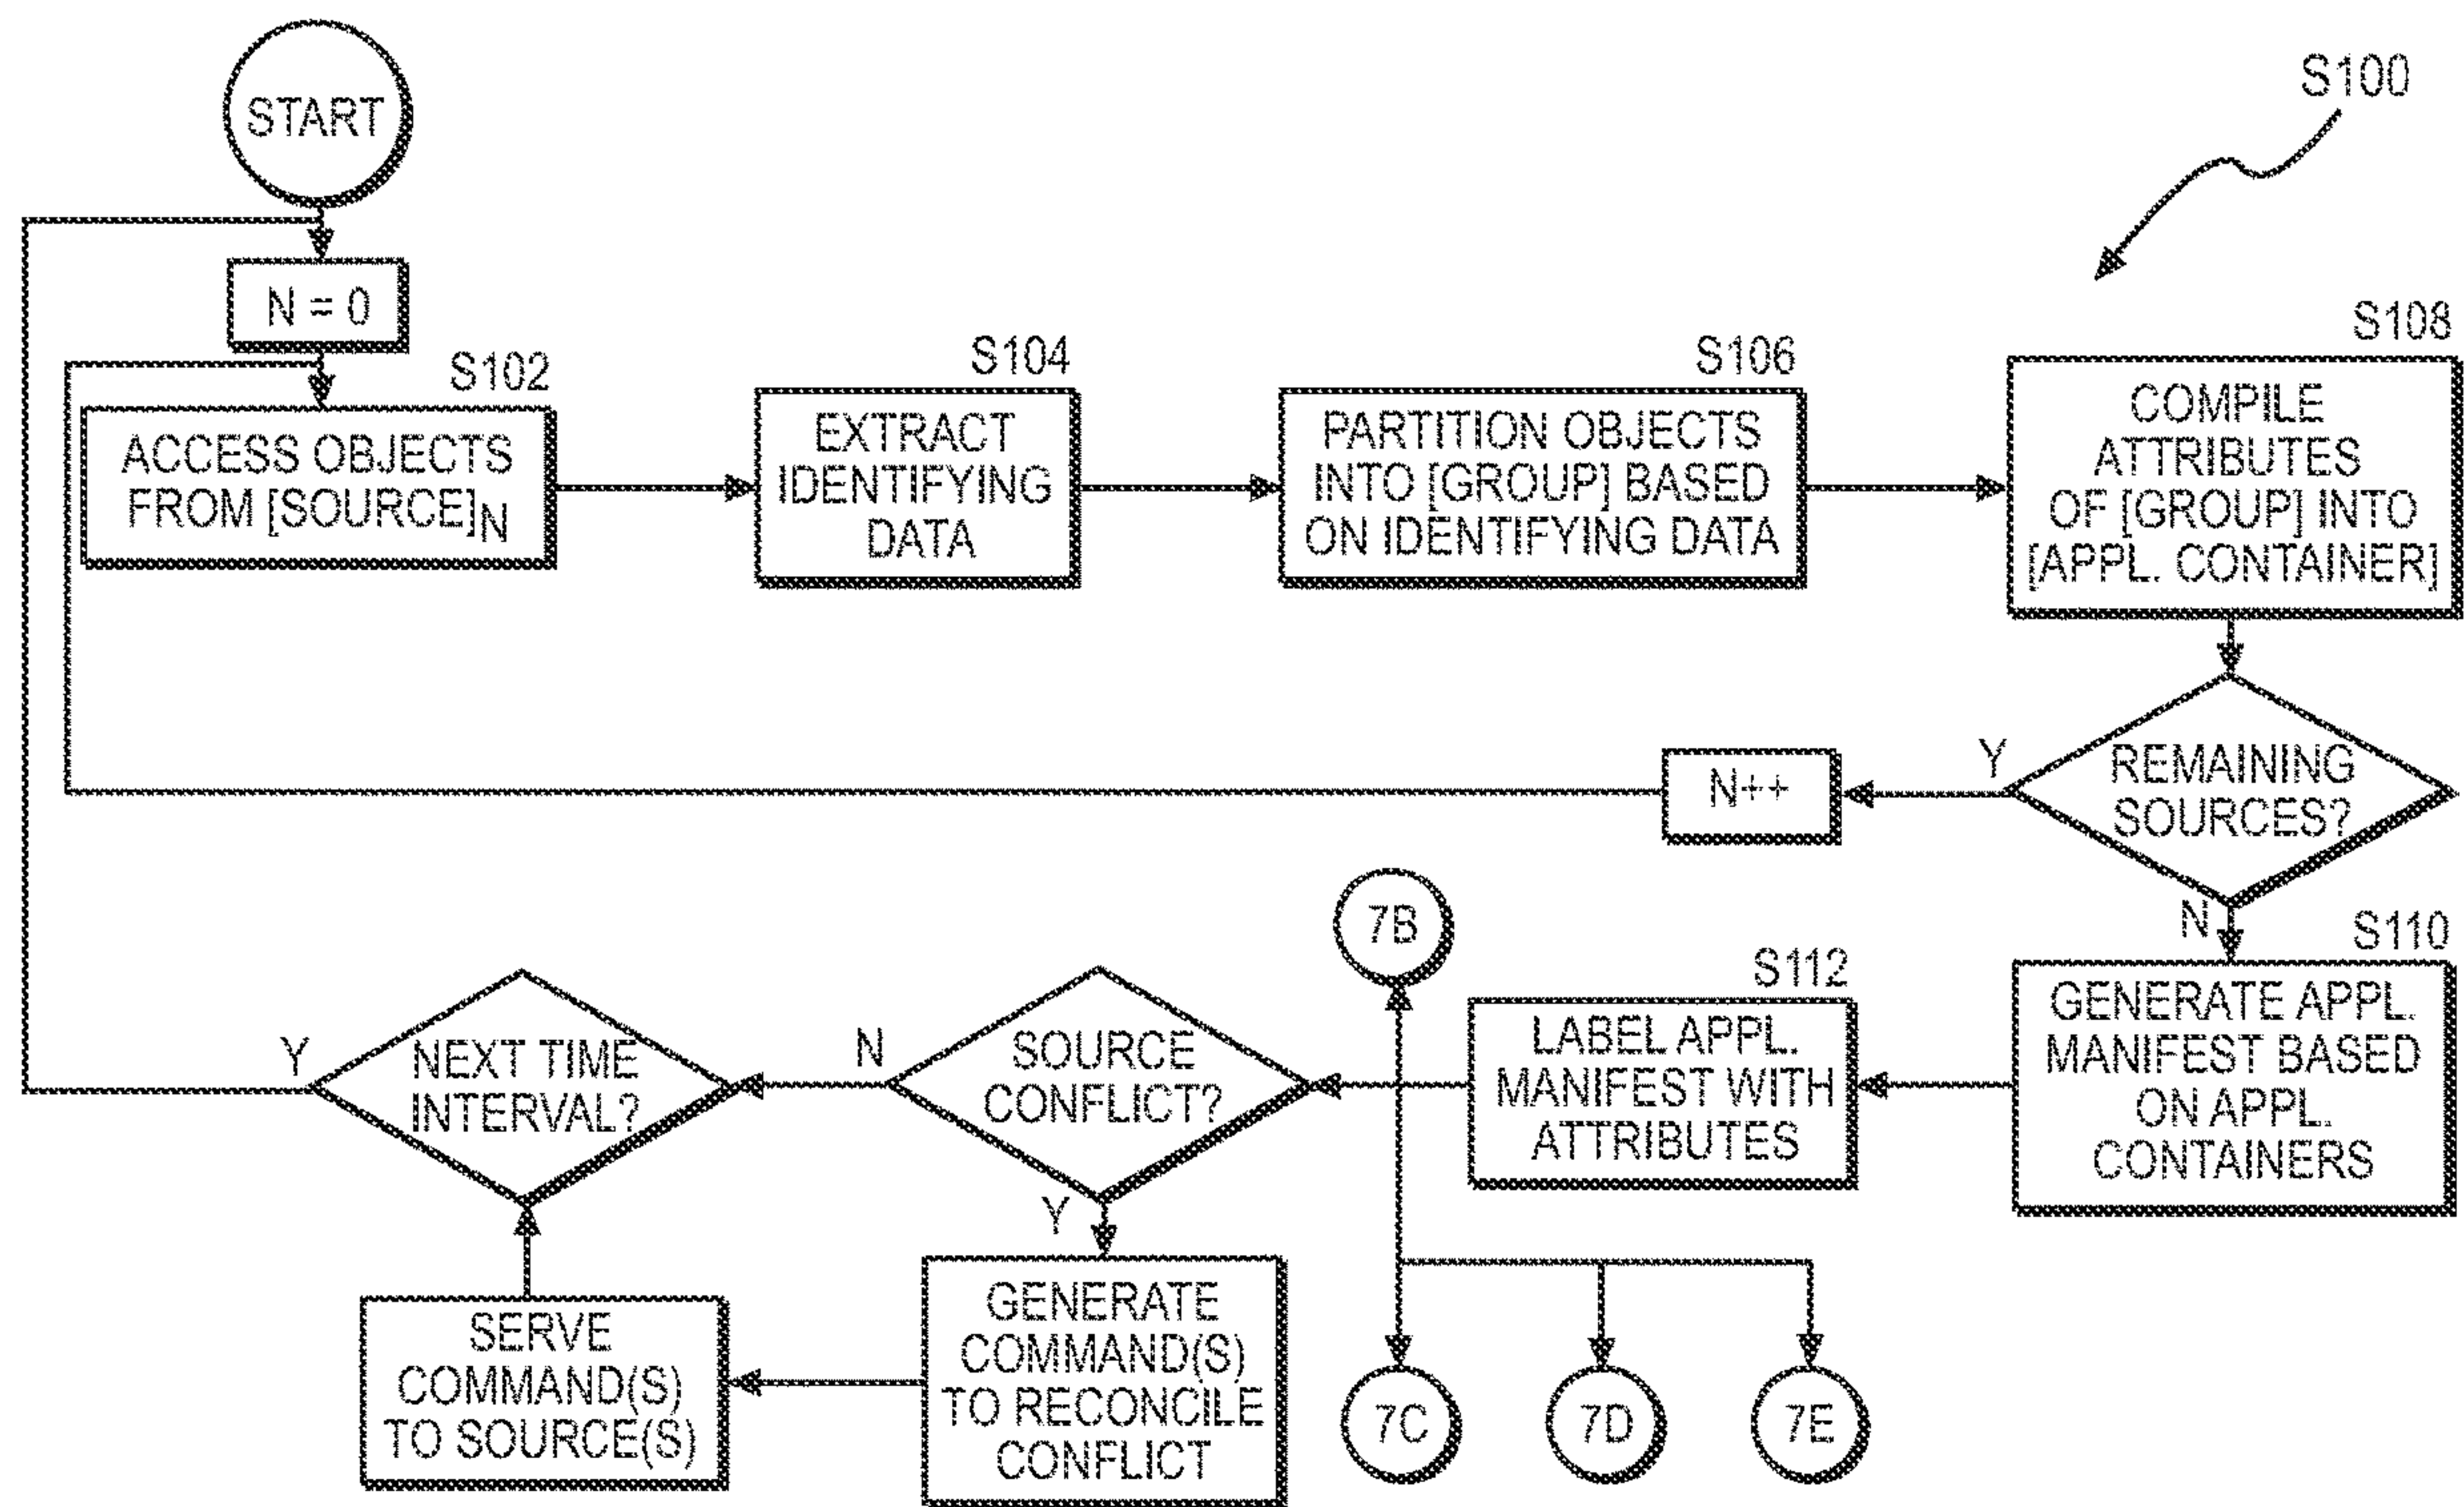 START
S100
N = 0
S102
ACCESS OBJECTS
FROM [SOURCE]N
S104
EXTRACT
IDENTIFYING
DATA
S106
PARTITION OBJECTS
INTO [GROUP] BASED
ON IDENTIFYING DATA
S108
COMPILE
ATTRIBUTES
OF [GROUP] INTO
[APPL. CONTAINER]
REMAINING
SOURCES?
Y
N++
N
S110
GENERATE APPL.
MANIFEST BASED
ON APPL.
CONTAINERS
S112
LABEL APPL.
MANIFEST WITH
ATTRIBUTES
7B
7C
7D
7E
SOURCE
CONFLICT?
N
Y
GENERATE
COMMAND(S)
TO RECONCILE
CONFLICT
SERVE
COMMAND(S)
TO SOURCE(S)
NEXT TIME
INTERVAL?
Y